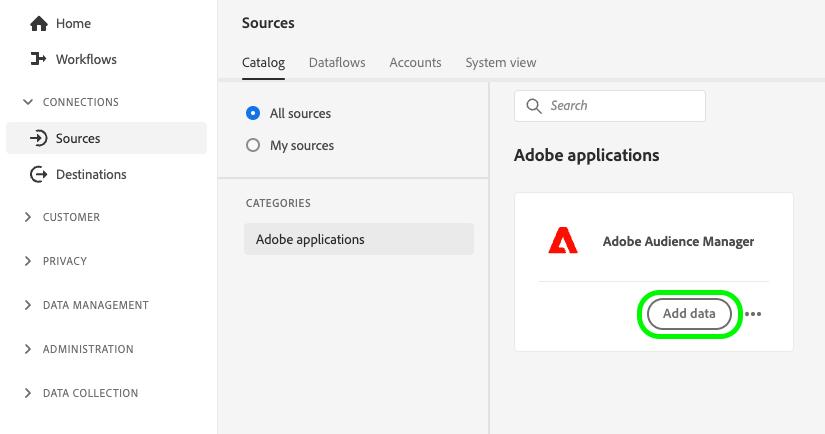 Home
Workflows
CONNECTIONS
Sources
Destinations
CUSTOMER
PRIVACY
DATA MANAGEMENT
ADMINISTRATION
DATA COLLECTION
Sources
Catalog Dataflows Accounts System view
All sources
My sources
CATEGORIES
Adobe applications
Search
Adobe applications
Adobe Audience Manager
Add data